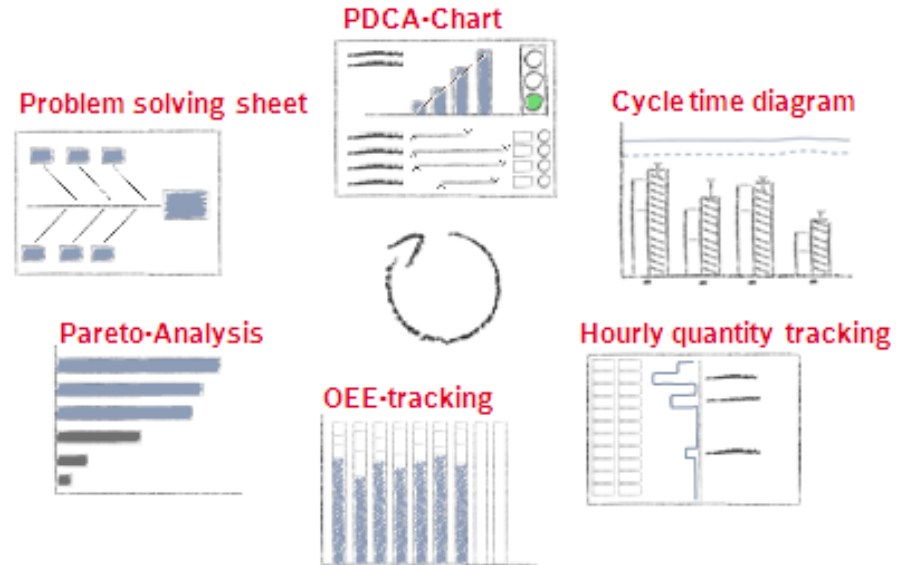 PDCA-Chart
Problem solving sheet
Cycle time diagram
Pareto-Analysis
Hourly quantity tracking
OEE-tracking